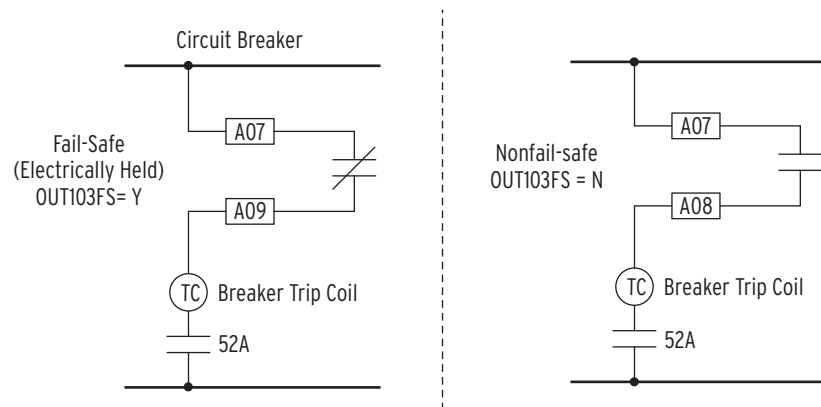 Circuit Breaker
A07
Fail-Safe
(Electrically Held)
OUT103FS= Y
A09
TC
Breaker Trip Coil
52A
A07
Nonfail-safe
OUT103FS = N
A08
TC
Breaker Trip Coil
52A